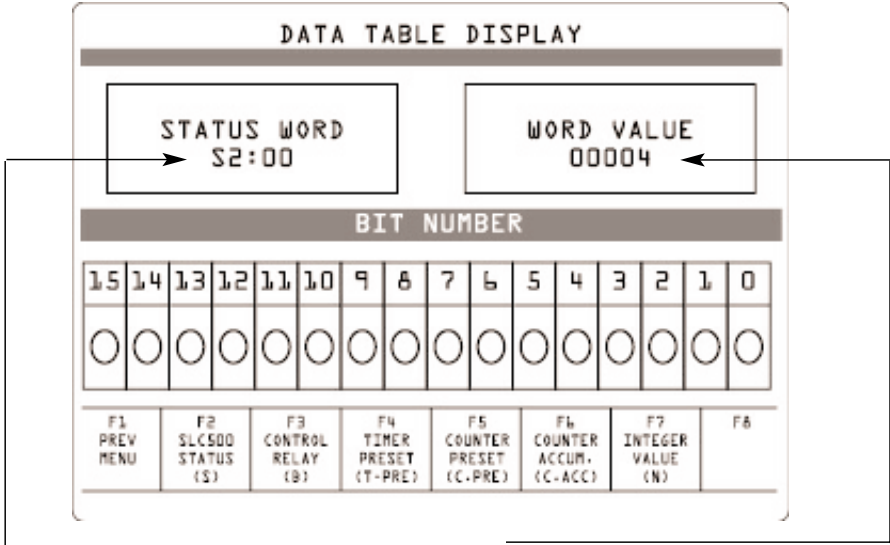 DATA TABLE DISPLAY
STATUS WORD
S2:00
WORD VALUE
00004
BIT NUMBER
15 14 13 12 11 10 9 8 7 6 5 4 3 2 1 0
F1
PREV
MENU
F2
SLC500
STATUS
(S)
F3
CONTROL
RELAY
(B)
F4
TIMER
PRESET
(T-PRE)
F5
COUNTER
PRESET
(C.PRE)
F6
COUNTER
ACCUM.
(C-ACC)
F7
INTEGER
VALUE
(N)
F8